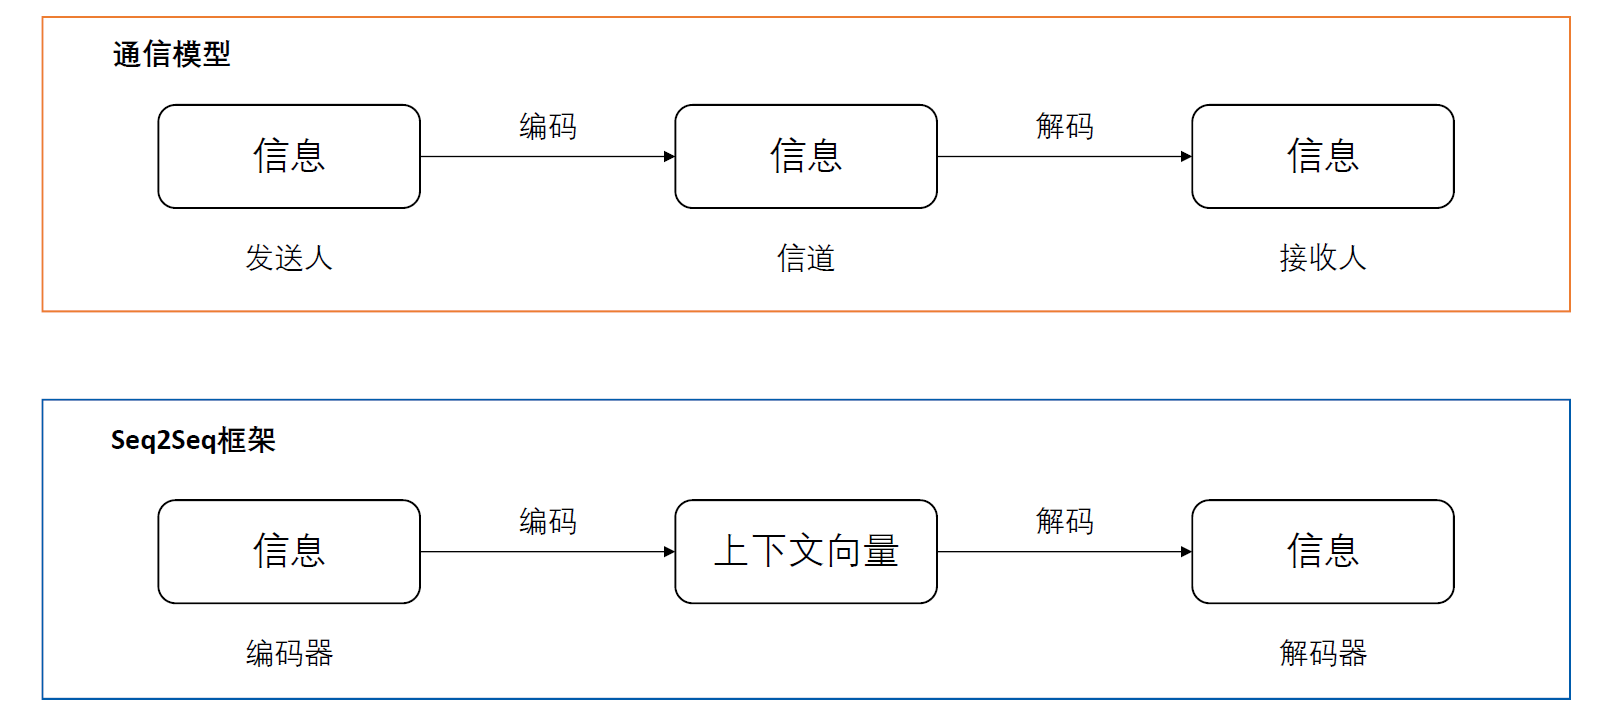 通信模型
编码
解码
信息
信息
信息
发送人
信道
接收人
Seq2Seq框架
编码
解码
信息
上下文向量
信息
编码器
解码器